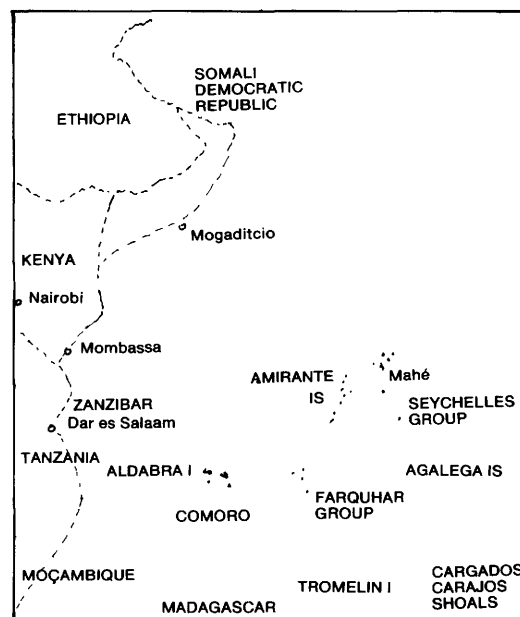 SOMALI
DEMOCRATIC
REPUBLIC
ETHIOPIA
Mogaditcio
KENYA
Nairobi
Mombassa
AMIRANTE
IS
Mahé
SEYCHELLES
GROUP
ZANZIBAR
Dar es Salaam
TANZANIA
ALDABRA I
AGALEGA IS
COMORO
FARQUHAR
GROUP
MOÇAMBIQUE
TROMELIN I
CARGADOS
CARAJOS
SHOALS
MADAGASCAR